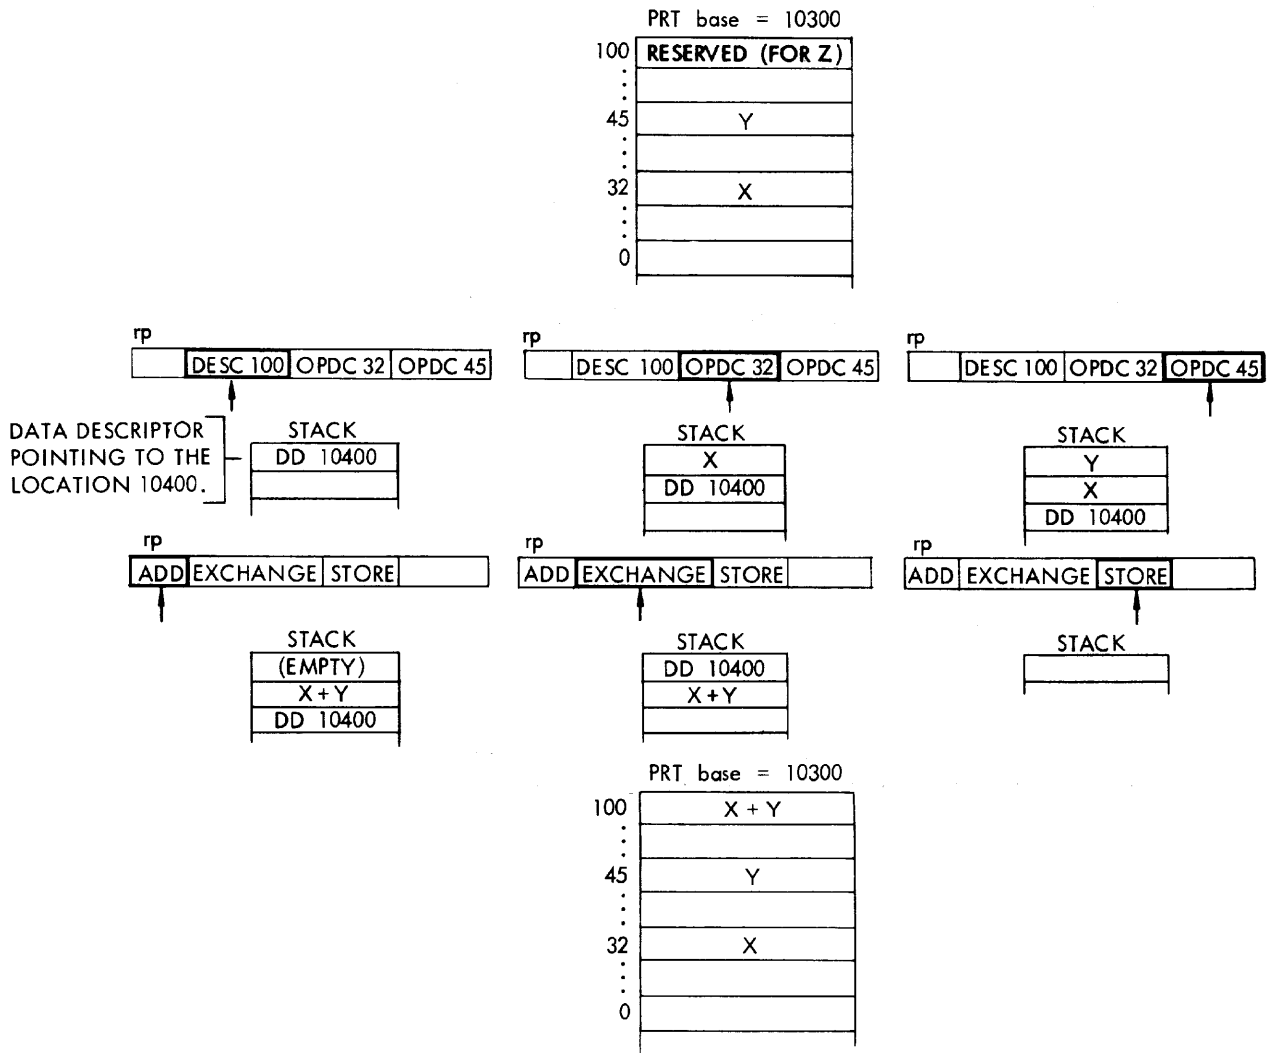 PRT base = 10300
100 RESERVED (FOR Z)
45 Y
32 X
0
rp
DESC 100 OPDC 32 OPDC 45
rp
DESC 100 OPDC 32 OPDC 45
rp
DESC 100 OPDC 32 OPDC 45
DATA DESCRIPTOR
POINTING TO THE
LOCATION 10400.
STACK
DD 10400
STACK
X
DD 10400
STACK
Y
X
DD 10400
rp
ADD EXCHANGE STORE
rp
ADD EXCHANGE STORE
rp
ADD EXCHANGE STORE
STACK
(EMPTY)
X+Y
DD 10400
STACK
DD 10400
X+Y
STACK
PRT base = 10300
100 X + Y
45 Y
32 X
0